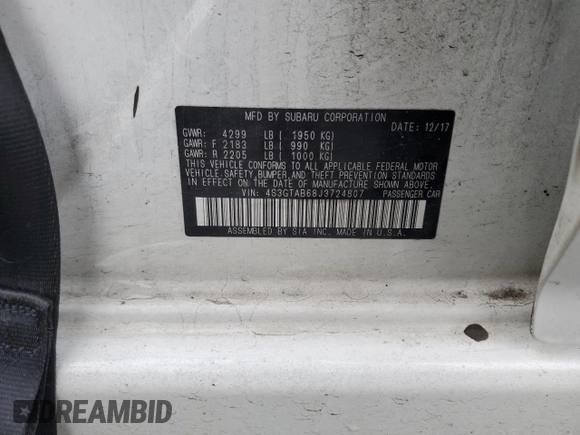 MFD BY SUBARU CORPORATION
DATE: 12/17
GVWR: 4299 LB ( 1950 KG)
GAWR: F 2183 LB ( 990 KG)
GAWR: R 2205 LB ( 1000 KG)
THIS VEHICLE CONFORMS TO ALL APPLICABLE FEDERAL MOTOR
VEHICLE SAFETY, BUMPER, AND THEFT PREVENTION STANDARDS
IN EFFECT ON THE DATE OF MANUFACTURE SHOWN ABOVE.
VIN: 4S3GTAB68J3724807 PASSENGER CAR
ASSEMBLED BY SIA INC. MADE IN U.S.A.
DREAMBID